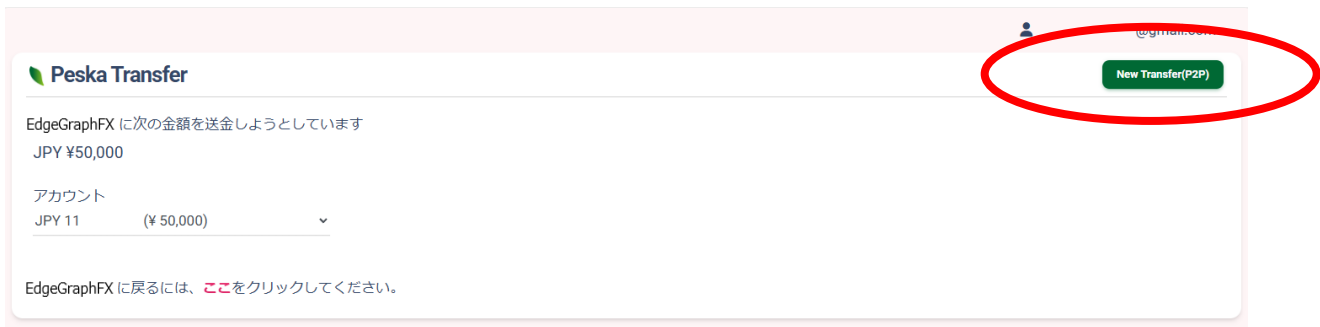 Peska Transfer
New Transfer(P2P)
EdgeGraphFX に次の金額を送金しようとしています
JPY ¥50,000
アカウント
JPY 11 (¥ 50,000)
EdgeGraphFX に戻るには、ここをクリックしてください。